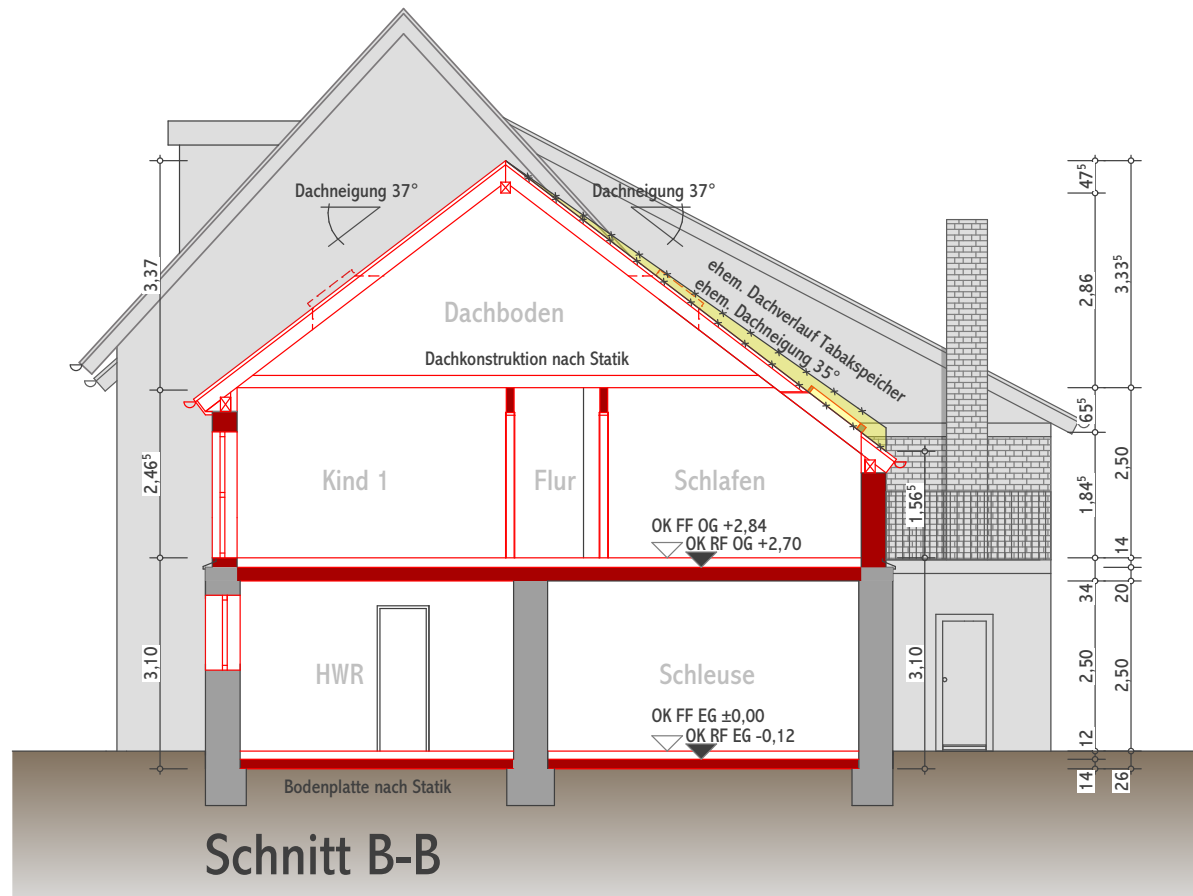 Dachneigung 37°
Dachneigung 37°
ehem. Dachverlauf Tabakspeicher
ehem. Dachneigung 35°
Dachboden
Dachkonstruktion nach Statik
Kind 1
Flur
Schlafen
OK FF OG +2,84
OK RF OG +2,70
HWR
Schleuse
OK FF EG ±0,00
OK RF EG -0,12
Bodenplatte nach Statik
Schnitt B-B
3,37
2,46⁵
3,10
1,56⁵
3,10
47⁵
2,86
65⁵
1,84⁵
34
2,50
12
14
3,33⁵
2,50
14
20
2,50
26